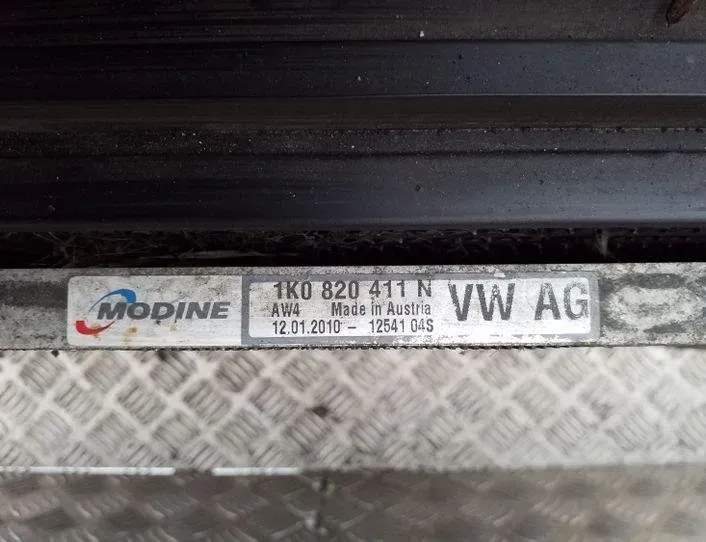 MODINE
1K0 820 411 N
AW4 Made in Austria
12.01.2010 - 12541 04S
VW AG